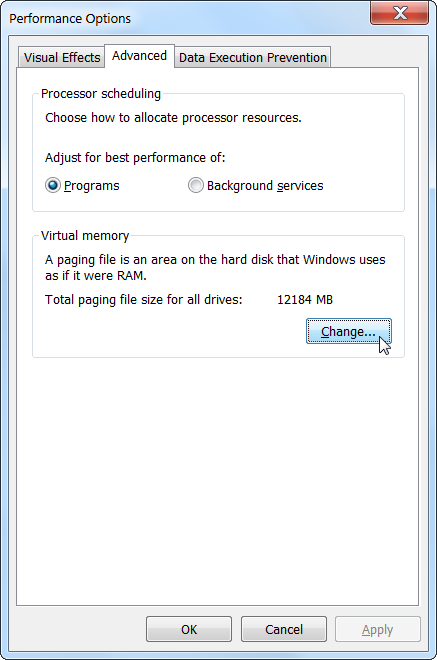 Performance Options
Visual Effects Advanced Data Execution Prevention
Processor scheduling
Choose how to allocate processor resources.
Adjust for best performance of:
Programs Background services
Virtual memory
A paging file is an area on the hard disk that Windows uses
as if it were RAM.
Total paging file size for all drives: 12184 MB
Change...
OK Cancel Apply